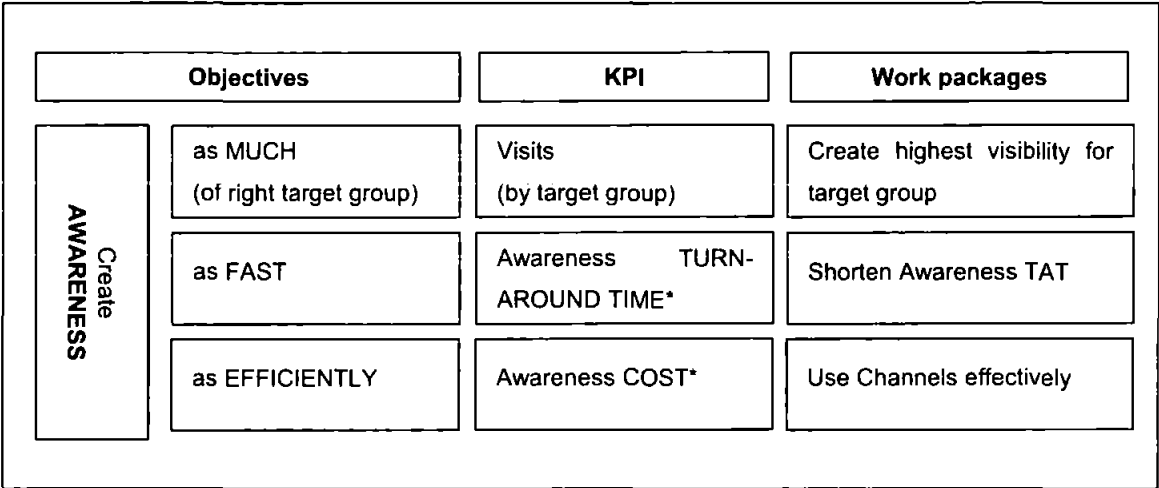 Objectives KPI Work packages
Create
AWARENESS
as MUCH
(of right target group)
Visits
(by target group)
Create highest visibility for
target group
as FAST
Awareness TURN-
AROUND TIME*
Shorten Awareness TAT
as EFFICIENTLY
Awareness COST*
Use Channels effectively